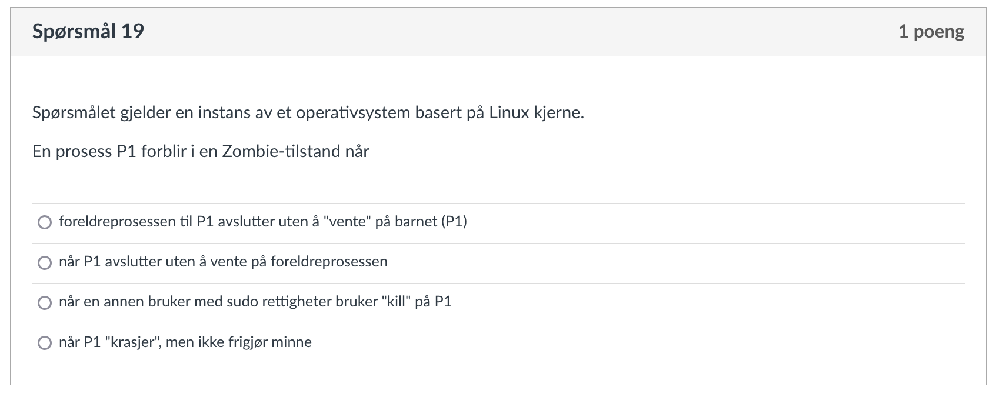 Spørsmål 19
1 poeng
Spørsmålet gjelder en instans av et operativsystem basert på Linux kjerne.
En prosess P1 forblir i en Zombie-tilstand når
foreldreprosessen til P1 avslutter uten å "vente" på barnet (P1)
når P1 avslutter uten å vente på foreldreprosessen
når en annen bruker med sudo rettigheter bruker "kill" på P1
når P1 "krasjer", men ikke frigjør minne